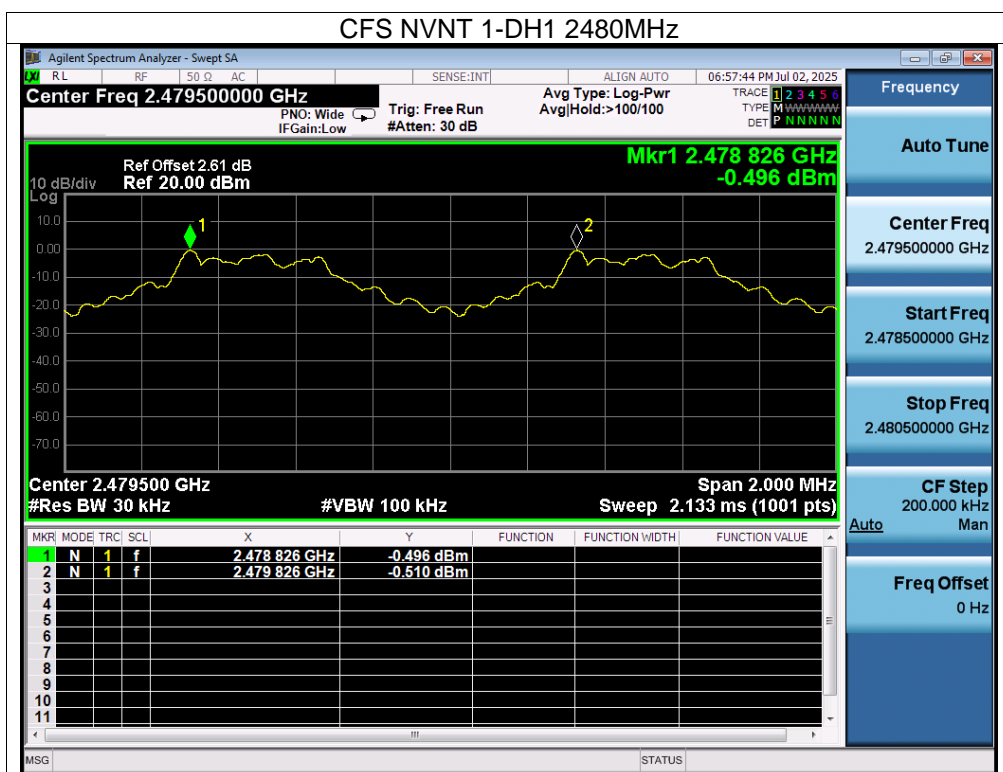 CFS NVNT 1-DH1 2480MHz
Agilent Spectrum Analyzer - Swept SA
LXI RL RF 50 Ω AC SENSE:INT ALIGN AUTO 06:57:44 PM Jul 02, 2025
Center Freq 2.479500000 GHz
PNO: Wide
IFGain:Low
Trig: Free Run
#Atten: 30 dB
Avg Type: Log-Pwr
Avg|Hold:>100/100
TRACE 1 2 3 4 5 6
TYPE M WWWWW
DET P N N N N N
Ref Offset 2.61 dB
10 dB/div Ref 20.00 dBm
Log
Mkr1 2.478 826 GHz
-0.496 dBm
10.0
0.00
-10.0
-20.0
-30.0
-40.0
-50.0
-60.0
-70.0
1
2
Center 2.479500 GHz Span 2.000 MHz
#Res BW 30 kHz #VBW 100 kHz Sweep 2.133 ms (1001 pts)
MKR MODE TRC SCL X Y FUNCTION FUNCTION WIDTH FUNCTION VALUE
1 N 1 f 2.478 826 GHz -0.496 dBm
2 N 1 f 2.479 826 GHz -0.510 dBm
3
4
5
6
7
8
9
10
11
MSG STATUS
Frequency
Auto Tune
Center Freq
2.479500000 GHz
Start Freq
2.478500000 GHz
Stop Freq
2.480500000 GHz
CF Step
200.000 kHz
Auto Man
Freq Offset
0 Hz